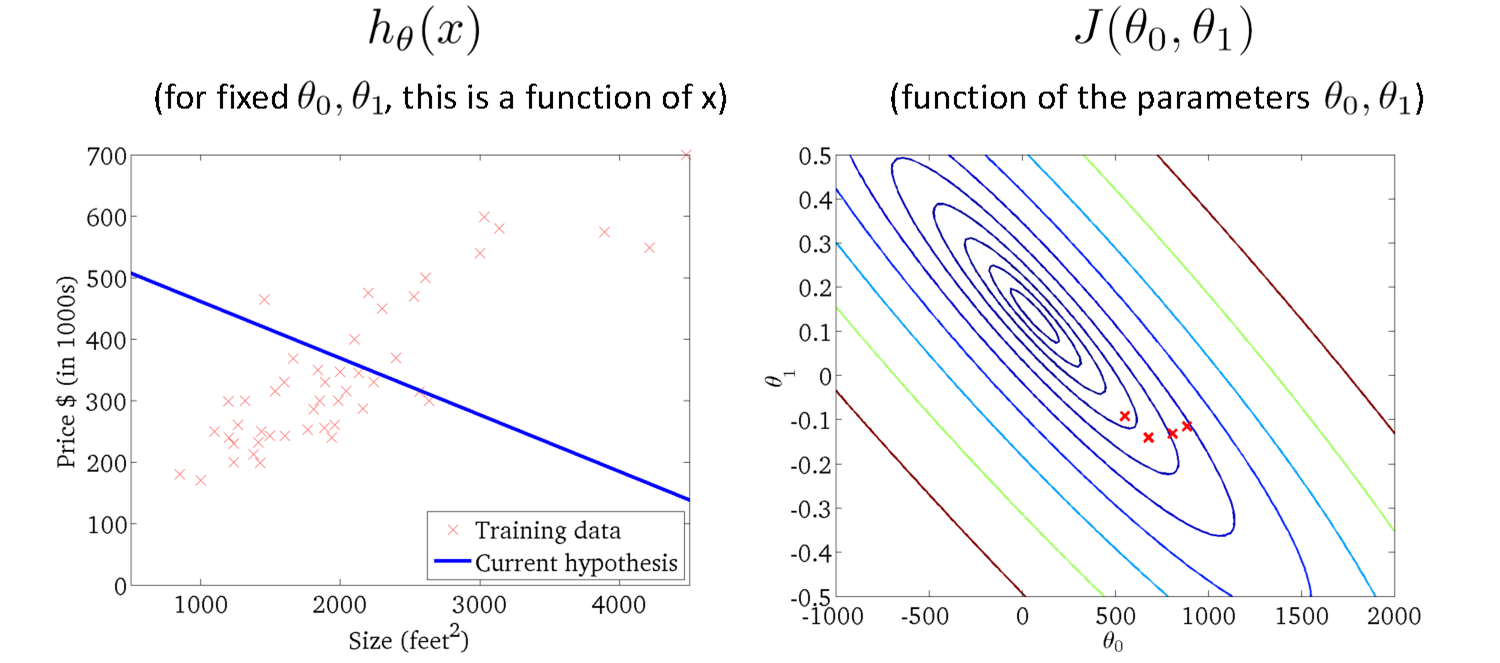 hθ(x)
(for fixed θ0, θ1, this is a function of x)
700
600
500
400
300
200
100
0
Price $ (in 1000s)
1000 2000 3000 4000
Size (feet²)
Training data
Current hypothesis
J(θ0, θ1)
(function of the parameters θ0, θ1)
0.5
0.4
0.3
0.2
0.1
0
-0.1
-0.2
-0.3
-0.4
-0.5
θ1
-1000 -500 0 500 1000 1500 2000
θ0